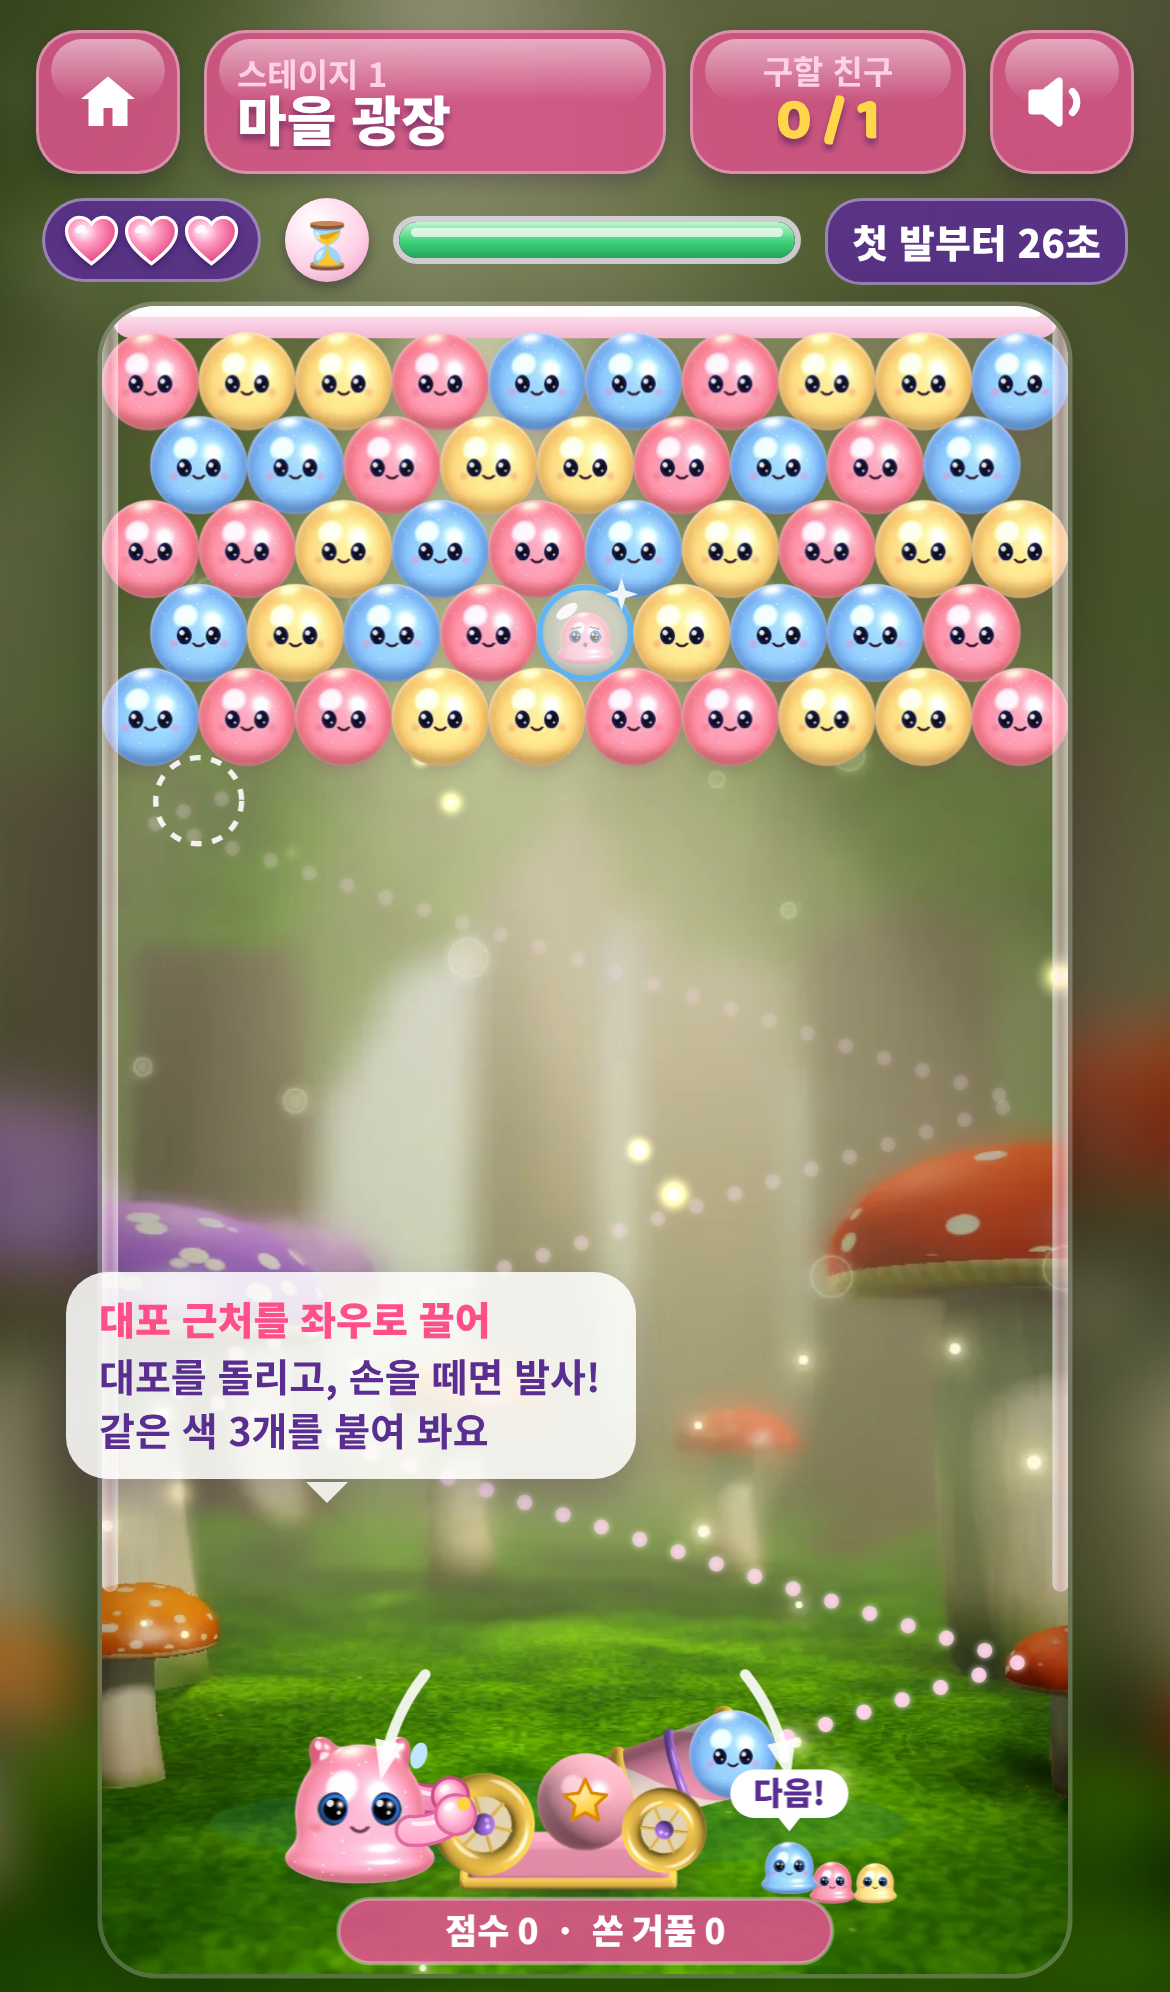 스테이지 1
마을 광장
구할 친구
0/1
첫 발부터 26초
대포 근처를 좌우로 끌어
대포를 돌리고, 손을 떼면 발사!
같은 색 3개를 붙여 봐요
다음!
점수 0 · 쏜 거품 0